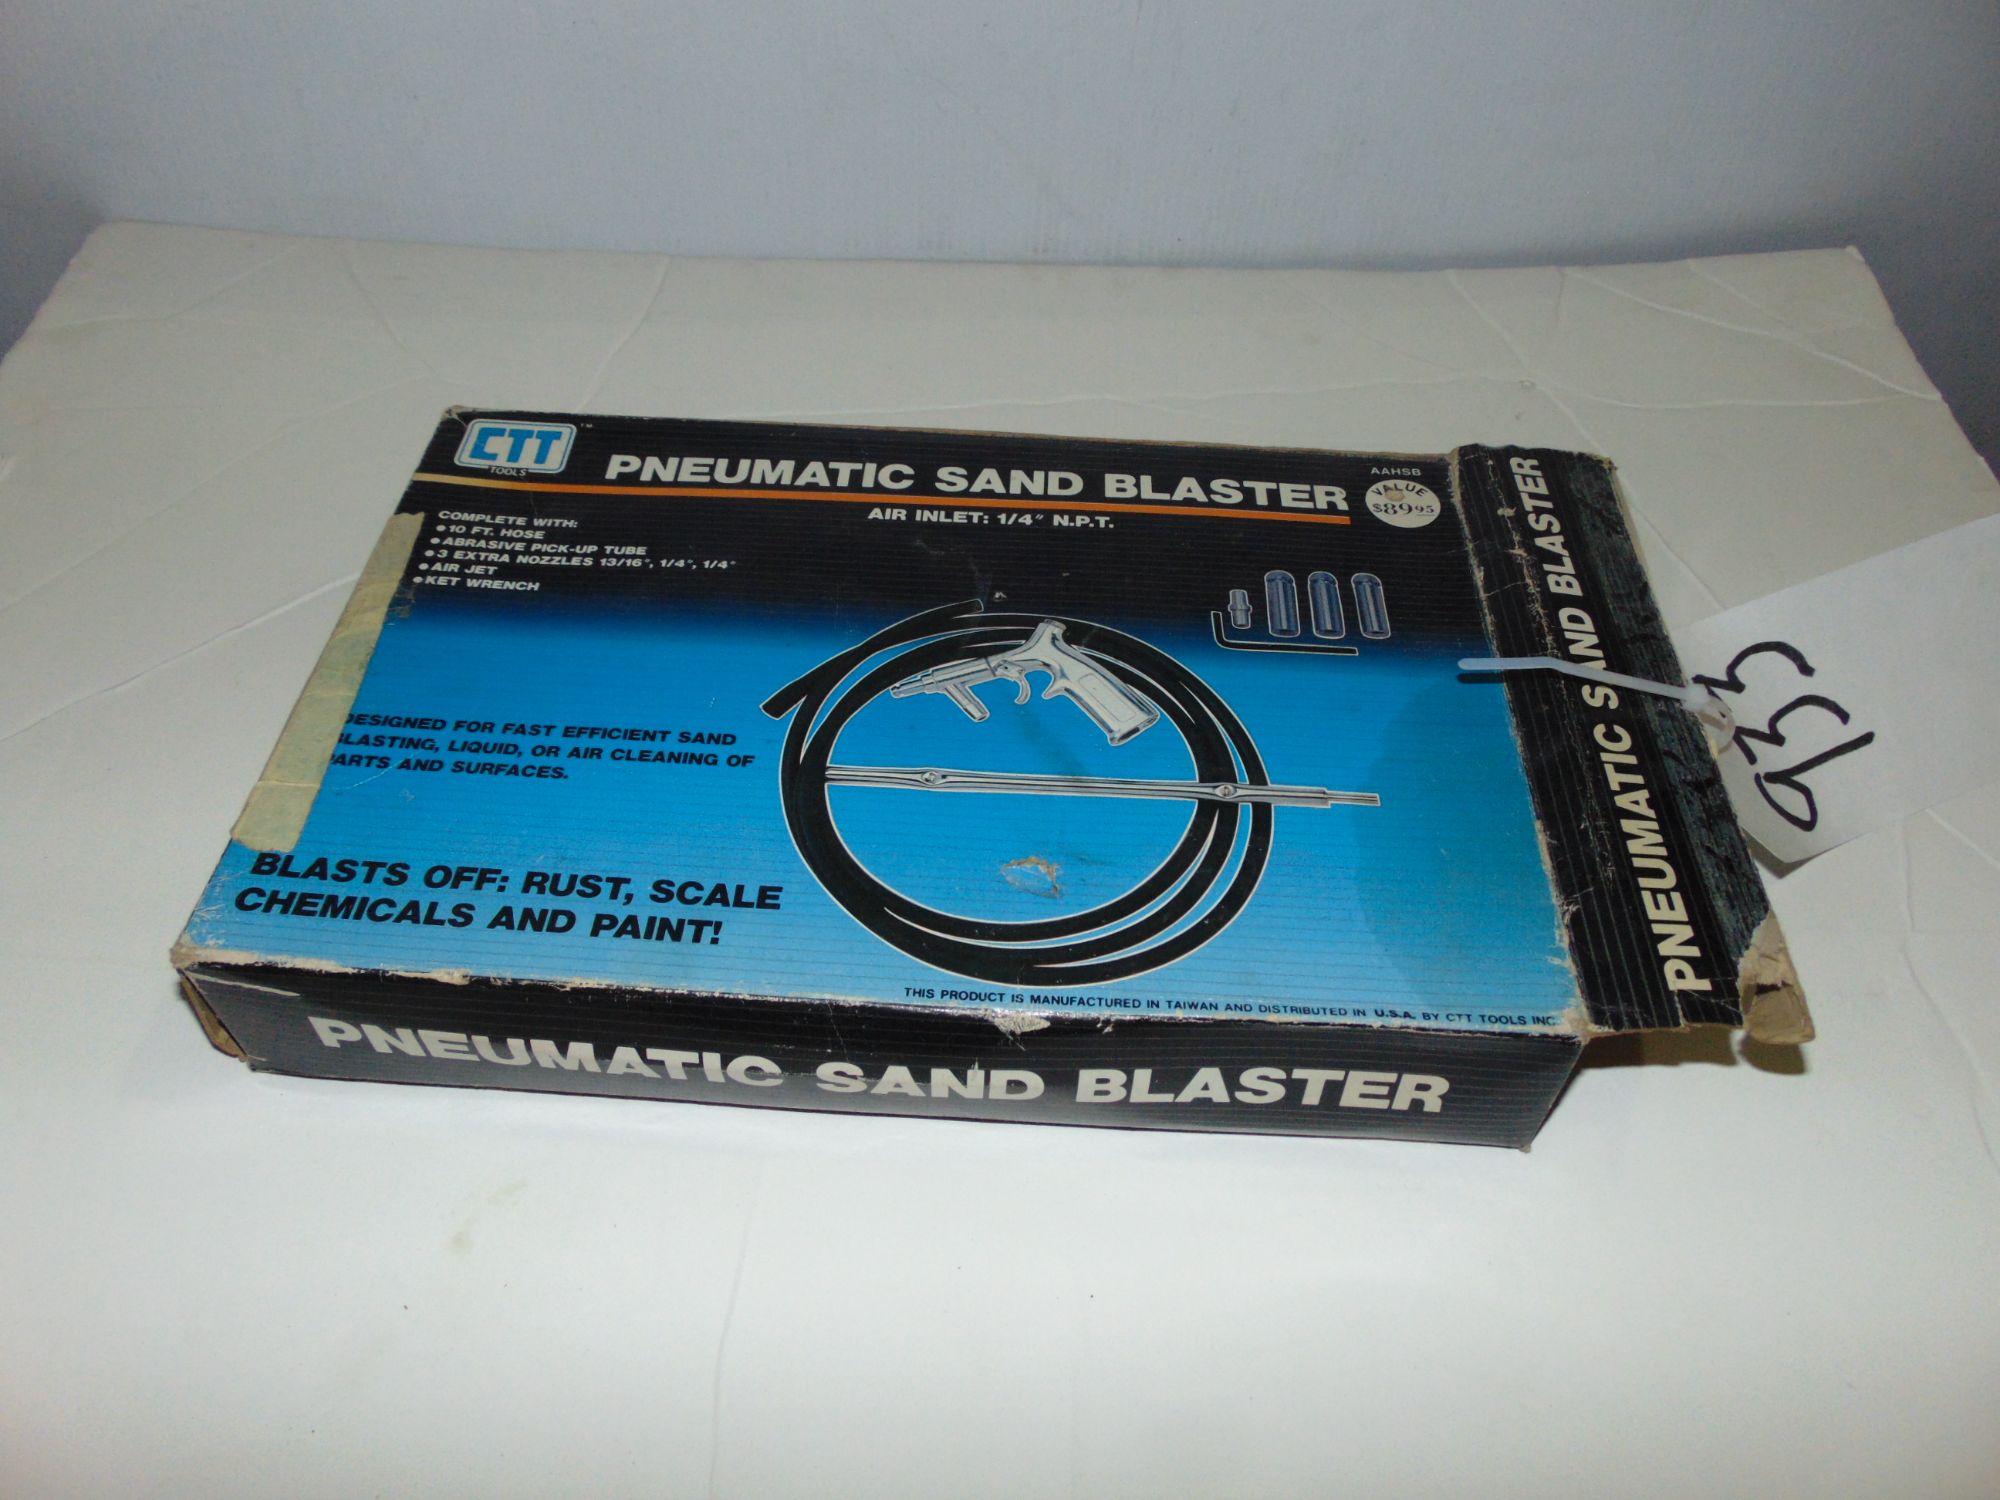 CTT
TM
TOOLS
PNEUMATIC SAND BLASTER
AAHSB
VALUE
$89.95
AIR INLET: 1/4" N.P.T.
COMPLETE WITH:
● 10 FT. HOSE
● ABRASIVE PICK-UP TUBE
● 3 EXTRA NOZZLES 13/16", 1/4", 1/4"
● AIR JET
● KET WRENCH
DESIGNED FOR FAST EFFICIENT SAND
BLASTING, LIQUID, OR AIR CLEANING OF
PARTS AND SURFACES.
BLASTS OFF: RUST, SCALE
CHEMICALS AND PAINT!
THIS PRODUCT IS MANUFACTURED IN TAIWAN AND DISTRIBUTED IN U.S.A. BY CTT TOOLS INC.
PNEUMATIC SAND BLASTER
PNEUMATIC SAND BLASTER
933